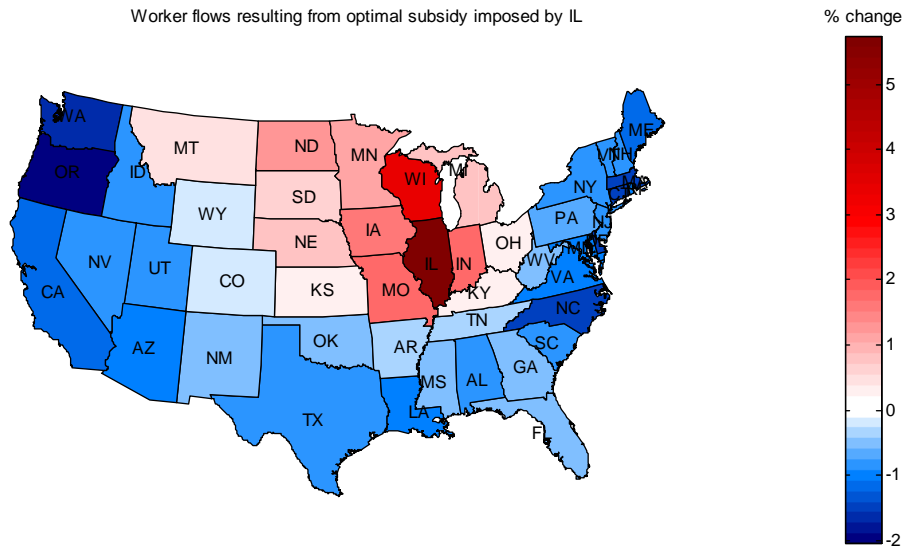 Worker flows resulting from optimal subsidy imposed by IL
% change
WA
MT
ND
MN
ME
OR
ID
WI
MI
VT
NH
SD
NY
WY
IA
PA
NE
OH
NV
UT
CO
IL
IN
WV
CA
KS
MO
KY
VA
NC
TN
AZ
NM
OK
AR
SC
MS
AL
GA
TX
LA
F
5
4
3
2
1
0
-1
-2